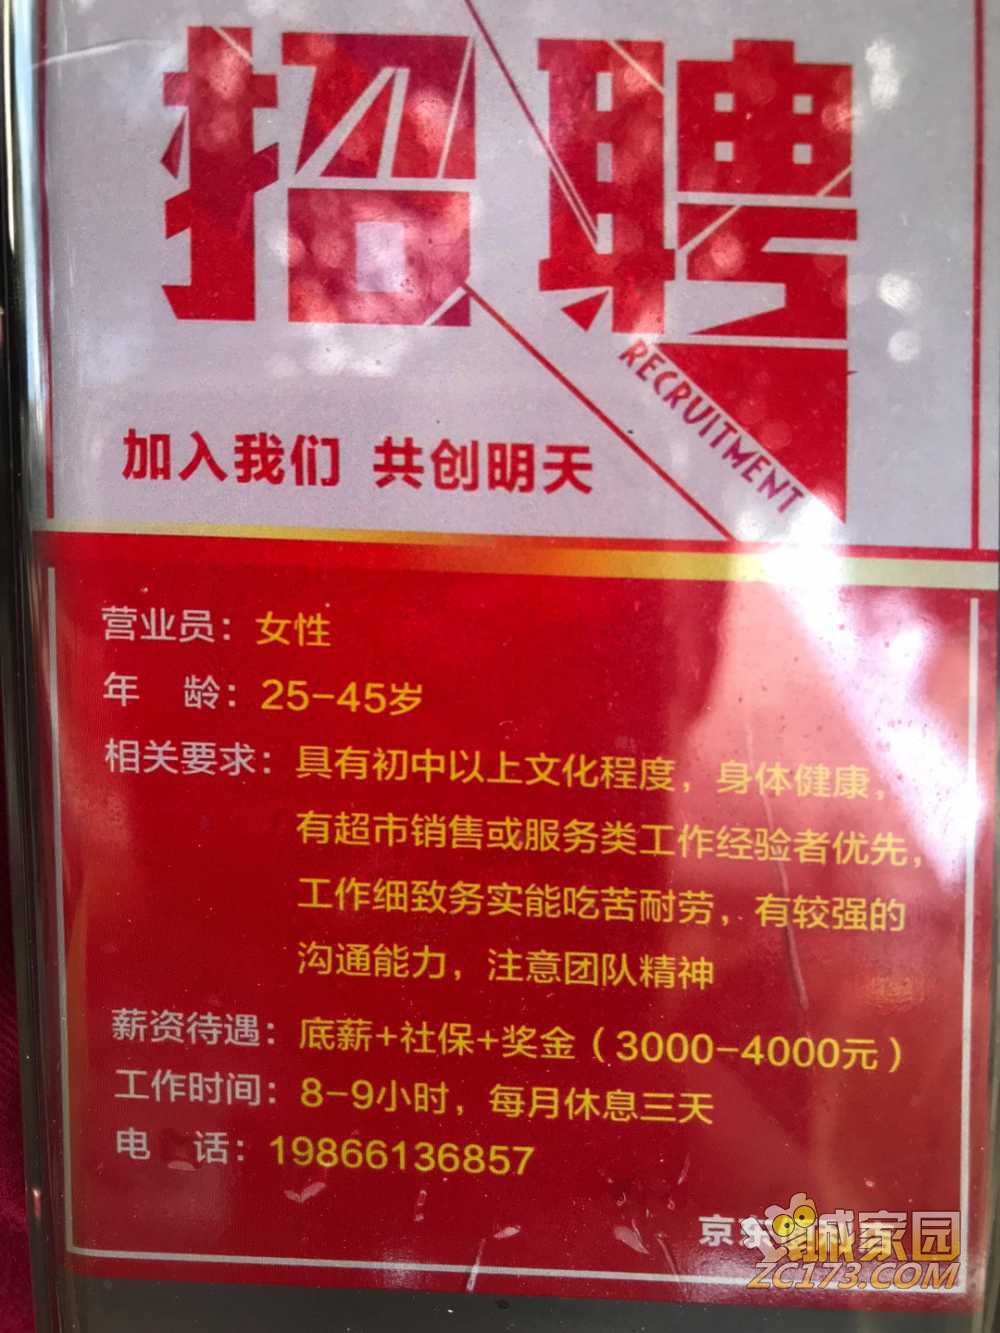 招聘
RECRUITMENT
加入我们 共创明天
营业员：女性
年 龄：25-45岁
相关要求：具有初中以上文化程度，身体健康，
有超市销售或服务类工作经验者优先，
工作细致务实能吃苦耐劳，有较强的
沟通能力，注意团队精神
薪资待遇：底薪+社保+奖金（3000-4000元）
工作时间：8-9小时，每月休息三天
电 话：19866136857
京东
诚家园
ZC173.COM